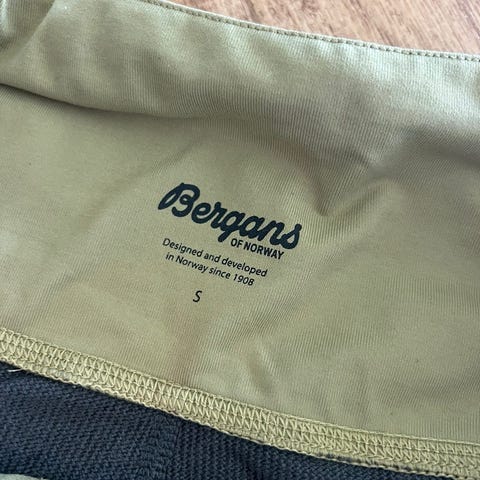 Bergans
OF NORWAY
Designed and developed
in Norway since 1908
S